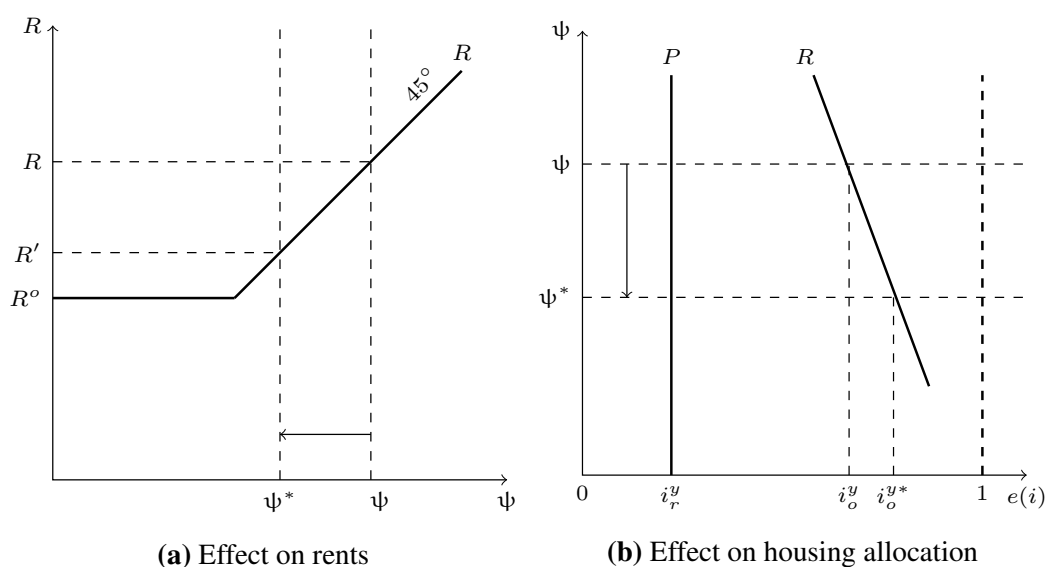 R
R
45°
R
R′
R^o
ψ*
ψ
ψ
(a) Effect on rents
ψ
P
R
ψ
ψ*
0
i_r^y
i_o^y
i_o^{y*}
1
e(i)
(b) Effect on housing allocation